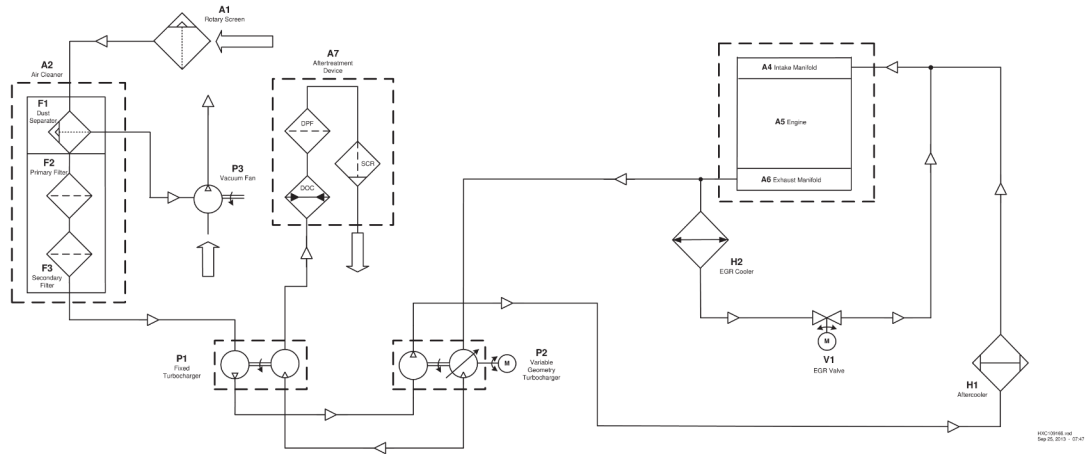 A1
Rotary Screen
A2
Air Cleaner
A7
Aftertreatment
Device
A4 Intake Manifold
F1
Dust
Separator
DPF
A5 Engine
F2
Primary Filter
P3
Vacuum Fan
SCR
DOC
A6 Exhaust Manifold
F3
Secondary
Filter
H2
EGR Cooler
P1
Fixed
Turbocharger
M
P2
Variable
Geometry
Turbocharger
M
V1
EGR Valve
H1
Aftercooler
Sep 25, 2013 - 07:47